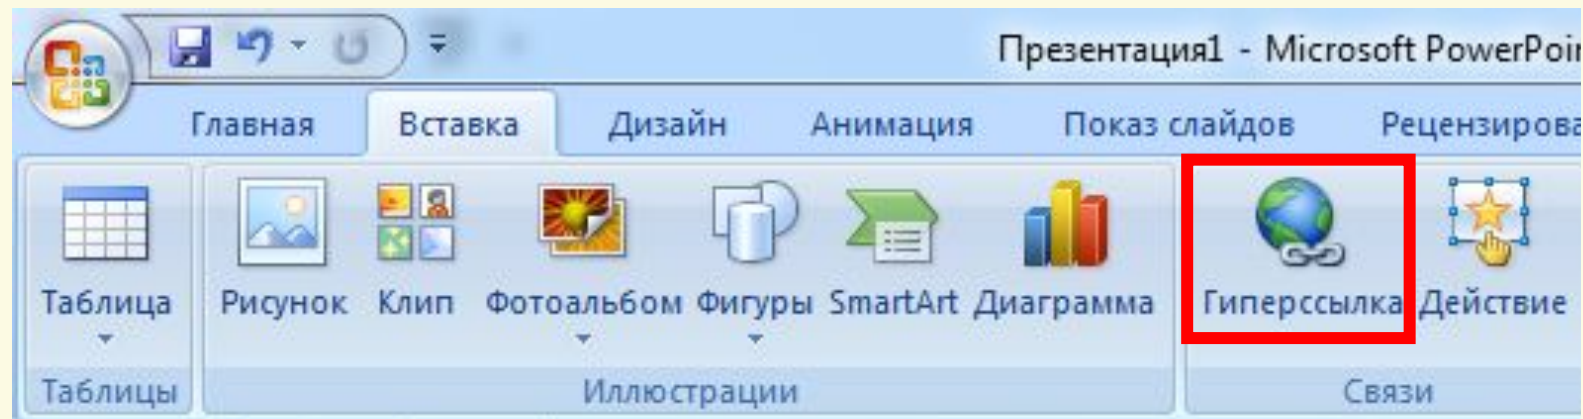 Презентация1 - Microsoft PowerPoi
Главная Вставка Дизайн Анимация Показ слайдов Рецензирова
Таблица Рисунок Клип Фотоальбом Фигуры SmartArt Диаграмма Гиперссылка Действие
Таблицы Иллюстрации Связи